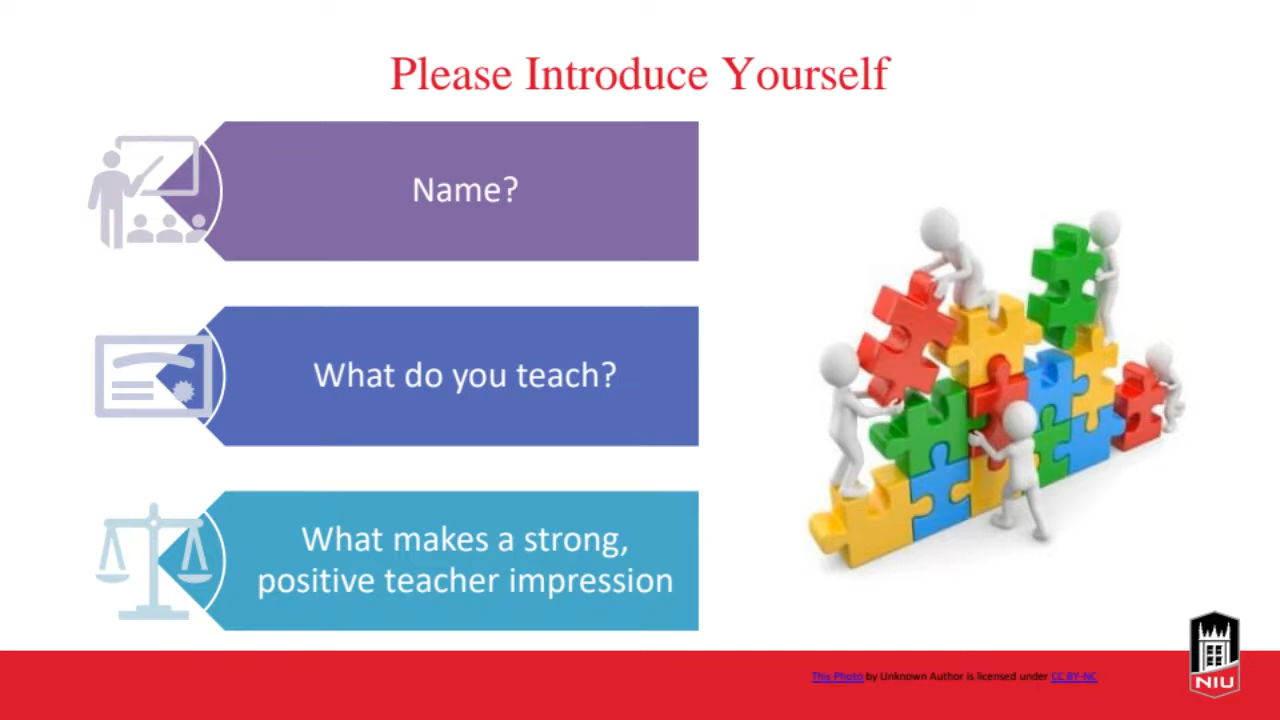 Please Introduce Yourself
Name?
What do you teach?
What makes a strong,
positive teacher impression
This Photo by Unknown Author is licensed under CC BY-NC
NIU